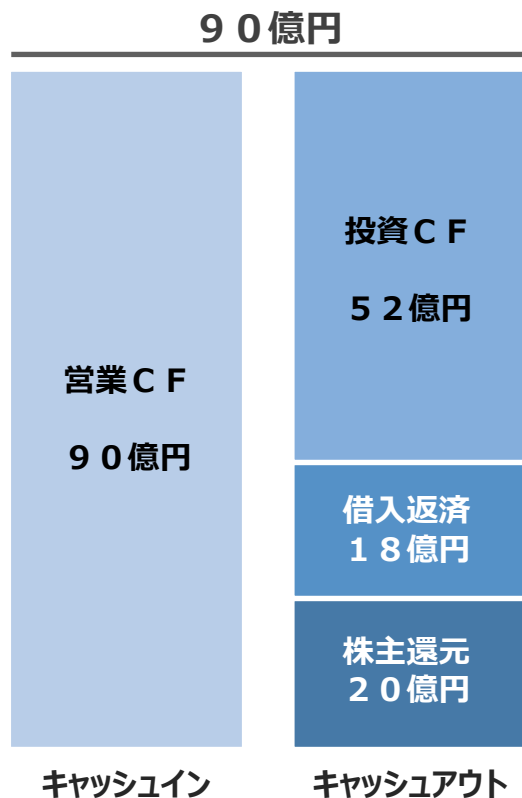 ９０億円
営業ＣＦ
９０億円
投資ＣＦ
５２億円
借入返済
１８億円
株主還元
２０億円
キャッシュイン
キャッシュアウト